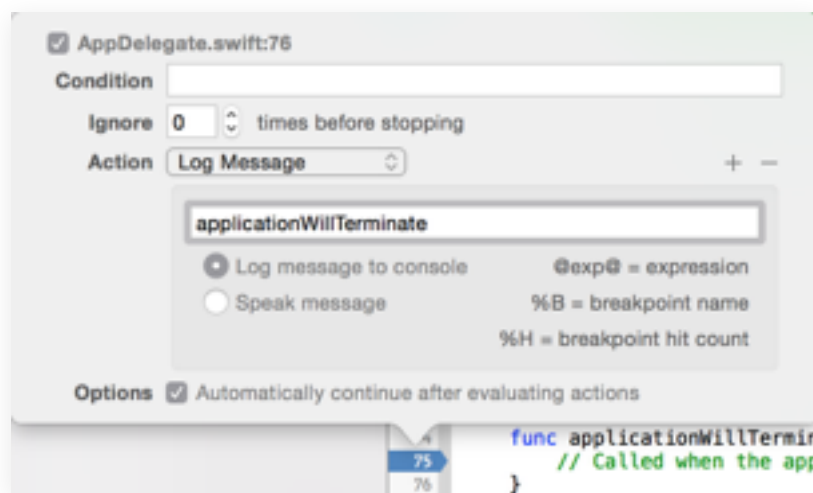 AppDelegate.swift:76
Condition
Ignore 0 times before stopping
Action Log Message + −
applicationWillTerminate
Log message to console @exp@ = expression
Speak message %B = breakpoint name
%H = breakpoint hit count
Options Automatically continue after evaluating actions
func applicationWillTermin
75 // Called when the app
76 }